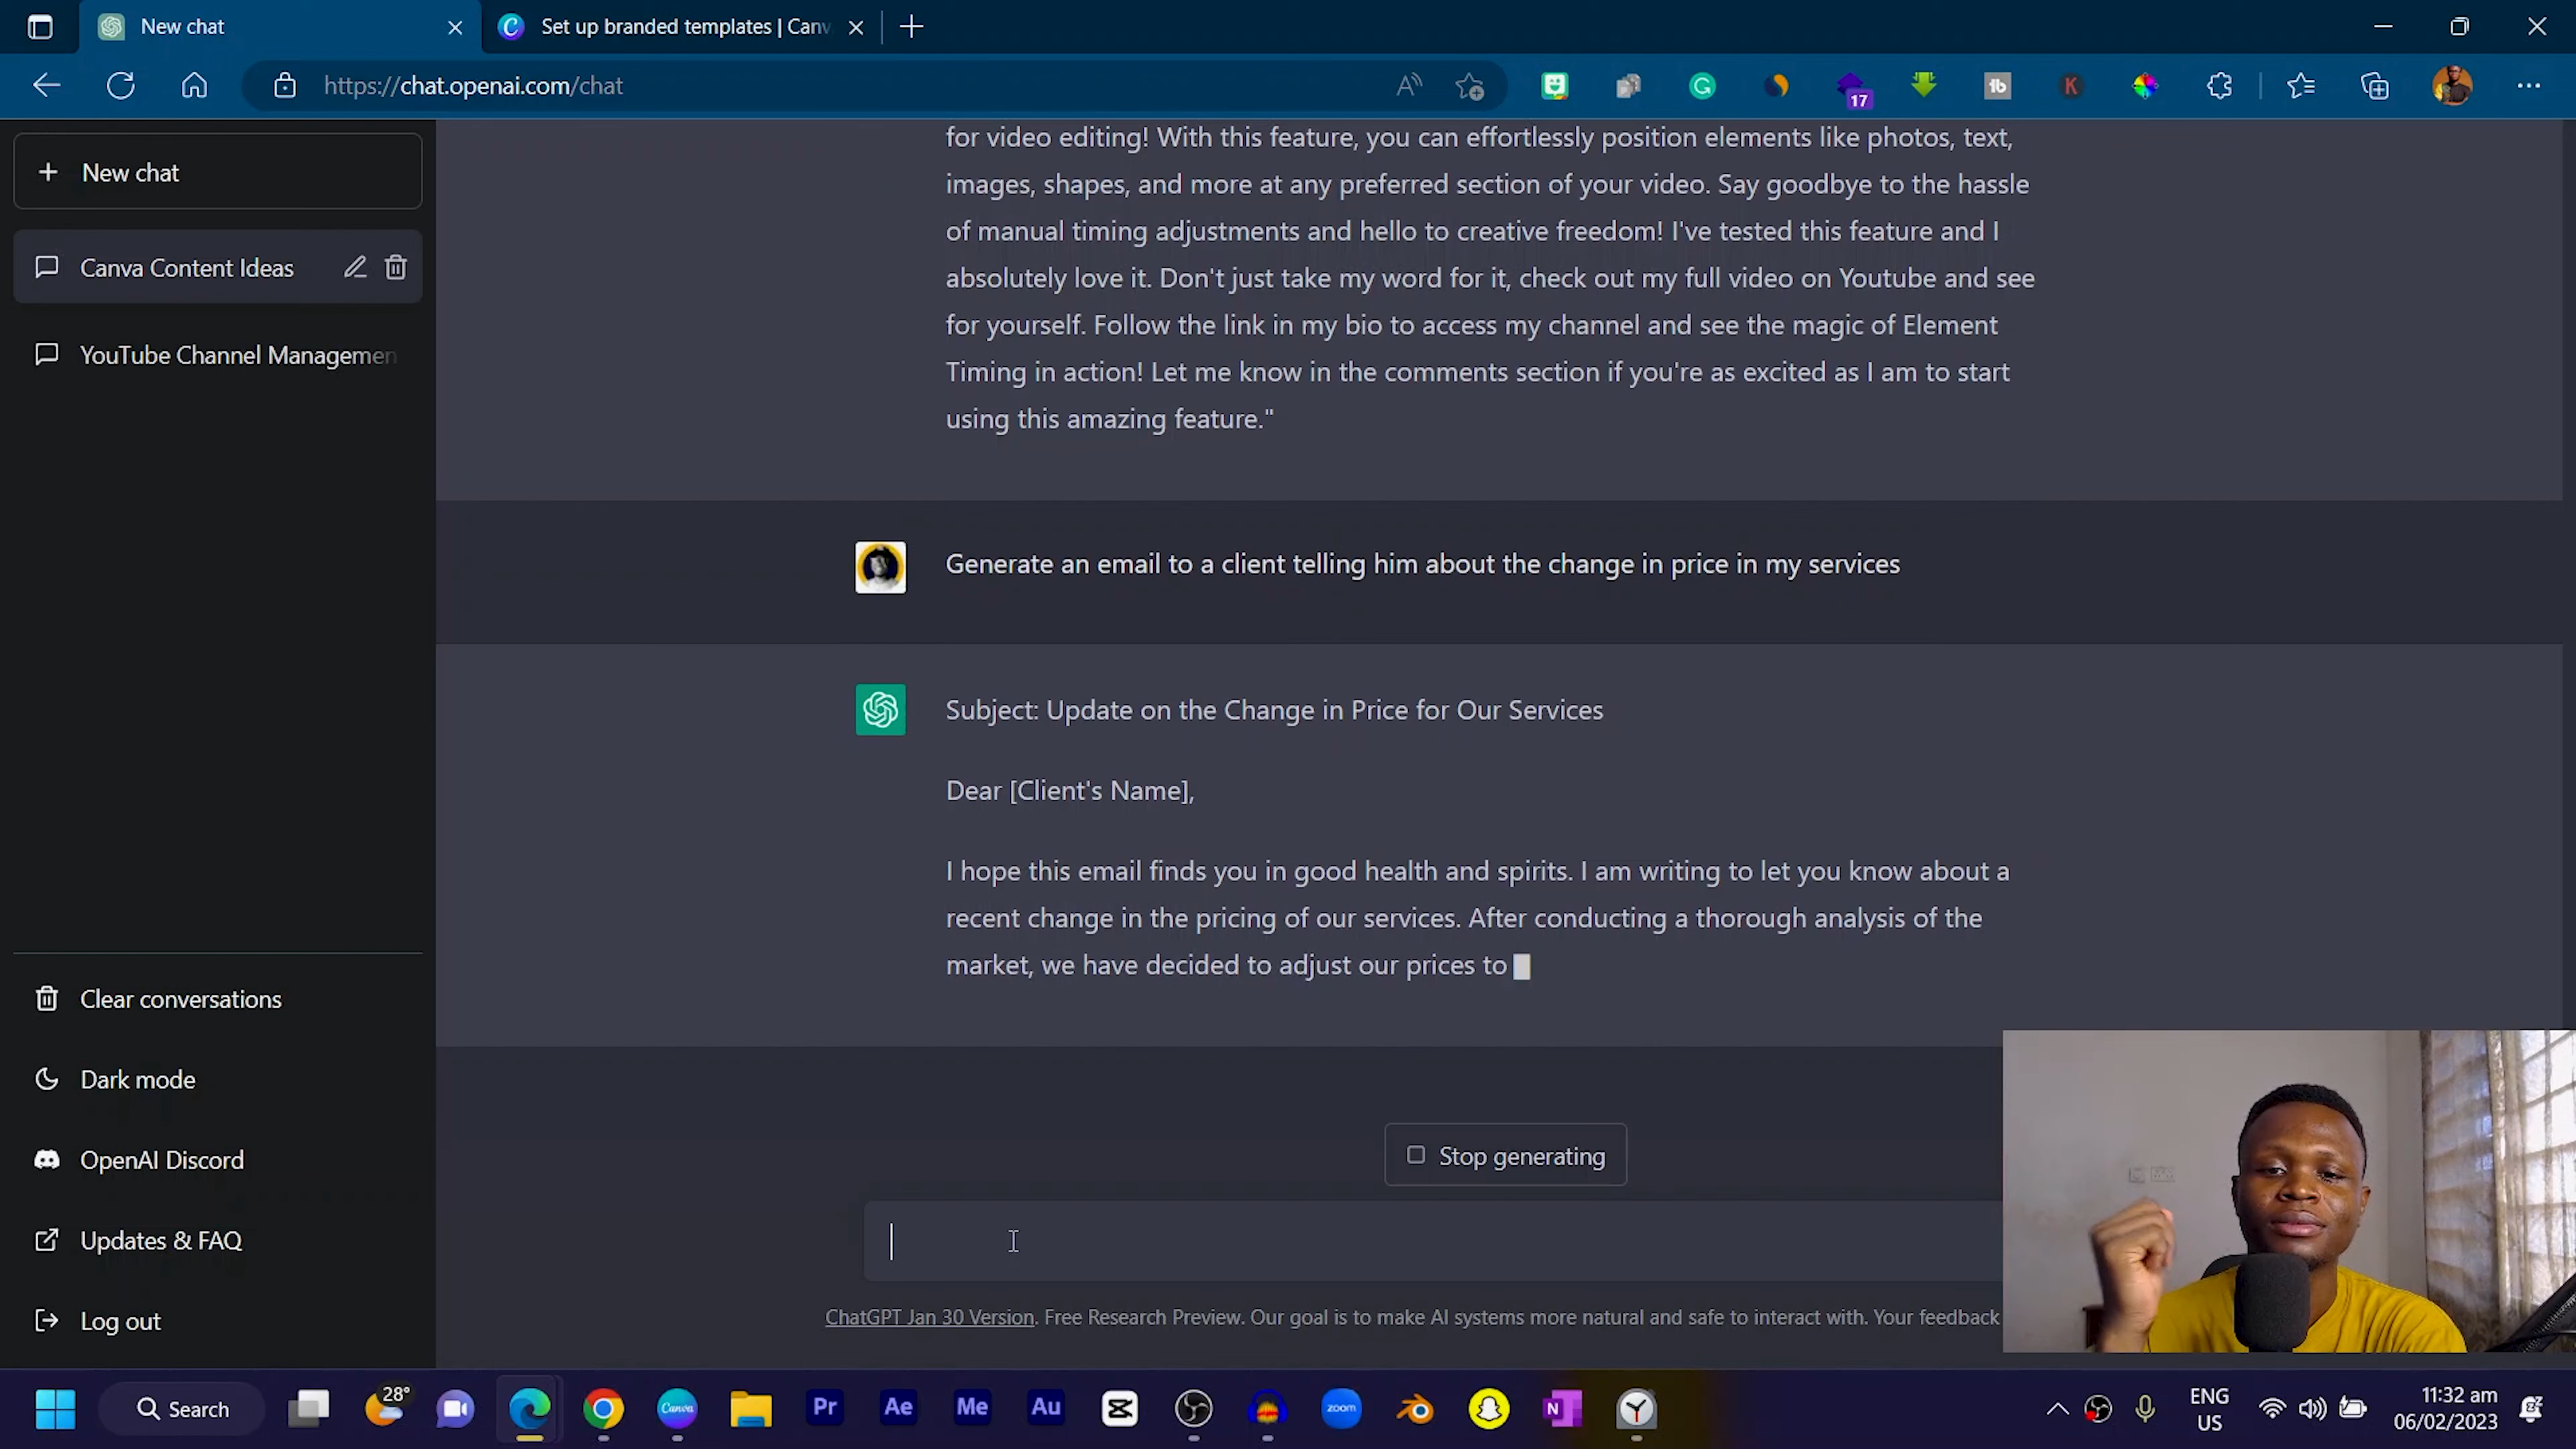 New chat
Set up branded templates | Canv
https://chat.openai.com/chat
17
New chat
Canva Content Ideas
YouTube Channel Managemen
for video editing! With this feature, you can effortlessly position elements like photos, text,
images, shapes, and more at any preferred section of your video. Say goodbye to the hassle
of manual timing adjustments and hello to creative freedom! I've tested this feature and I
absolutely love it. Don't just take my word for it, check out my full video on Youtube and see
for yourself. Follow the link in my bio to access my channel and see the magic of Element
Timing in action! Let me know in the comments section if you're as excited as I am to start
using this amazing feature."
Generate an email to a client telling him about the change in price in my services
Subject: Update on the Change in Price for Our Services
Dear [Client's Name],
I hope this email finds you in good health and spirits. I am writing to let you know about a
recent change in the pricing of our services. After conducting a thorough analysis of the
market, we have decided to adjust our prices to
Clear conversations
Dark mode
OpenAI Discord
Updates & FAQ
Log out
Stop generating
ChatGPT Jan 30 Version. Free Research Preview. Our goal is to make AI systems more natural and safe to interact with. Your feedback
Search
28°
Canva
Pr
Ae
Me
Au
zoom
N
ENG
US
11:32 am
06/02/2023